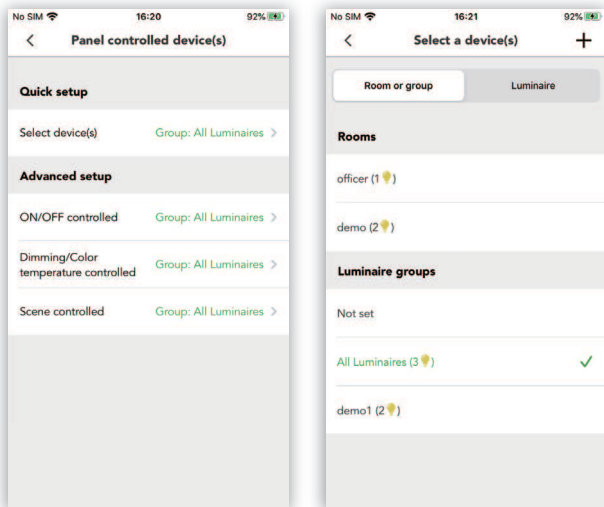 No SIM 16:20 92%
Panel controlled device(s)
Quick setup
Select device(s) Group: All Luminaires
Advanced setup
ON/OFF controlled Group: All Luminaires
Dimming/Color
temperature controlled Group: All Luminaires
Scene controlled Group: All Luminaires
No SIM 16:21 92%
Select a device(s)
Room or group Luminaire
Rooms
officer (1💡)
demo (2💡)
Luminaire groups
Not set
All Luminaires (3💡)
demo1 (2💡)